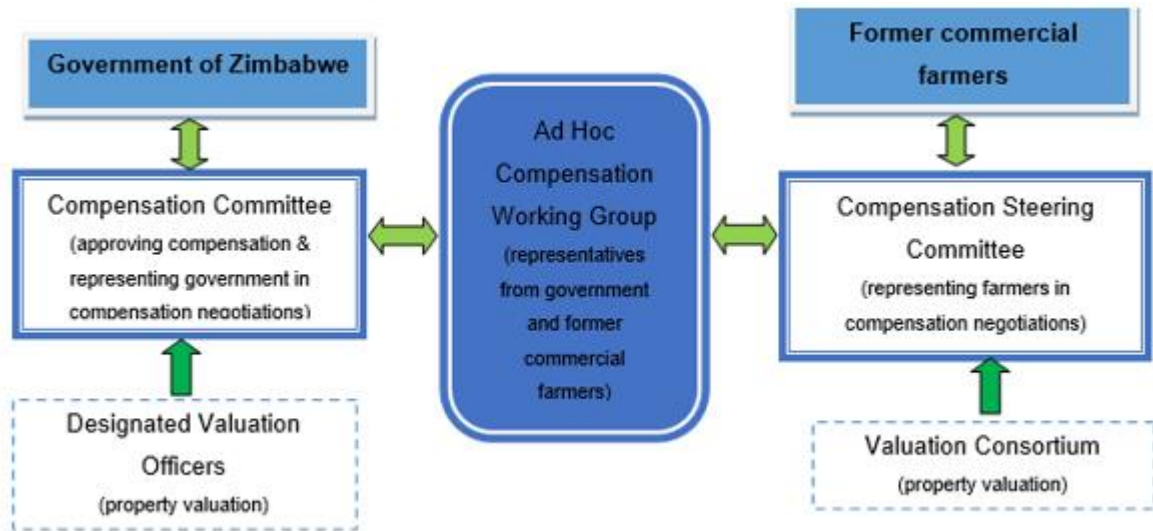 Government of Zimbabwe
Compensation Committee
(approving compensation &
representing government in
compensation negotiations)
Designated Valuation
Officers
(property valuation)
Ad Hoc
Compensation
Working Group
(representatives
from government
and former
commercial
farmers)
Former commercial
farmers
Compensation Steering
Committee
(representing farmers in
compensation negotiations)
Valuation Consortium
(property valuation)